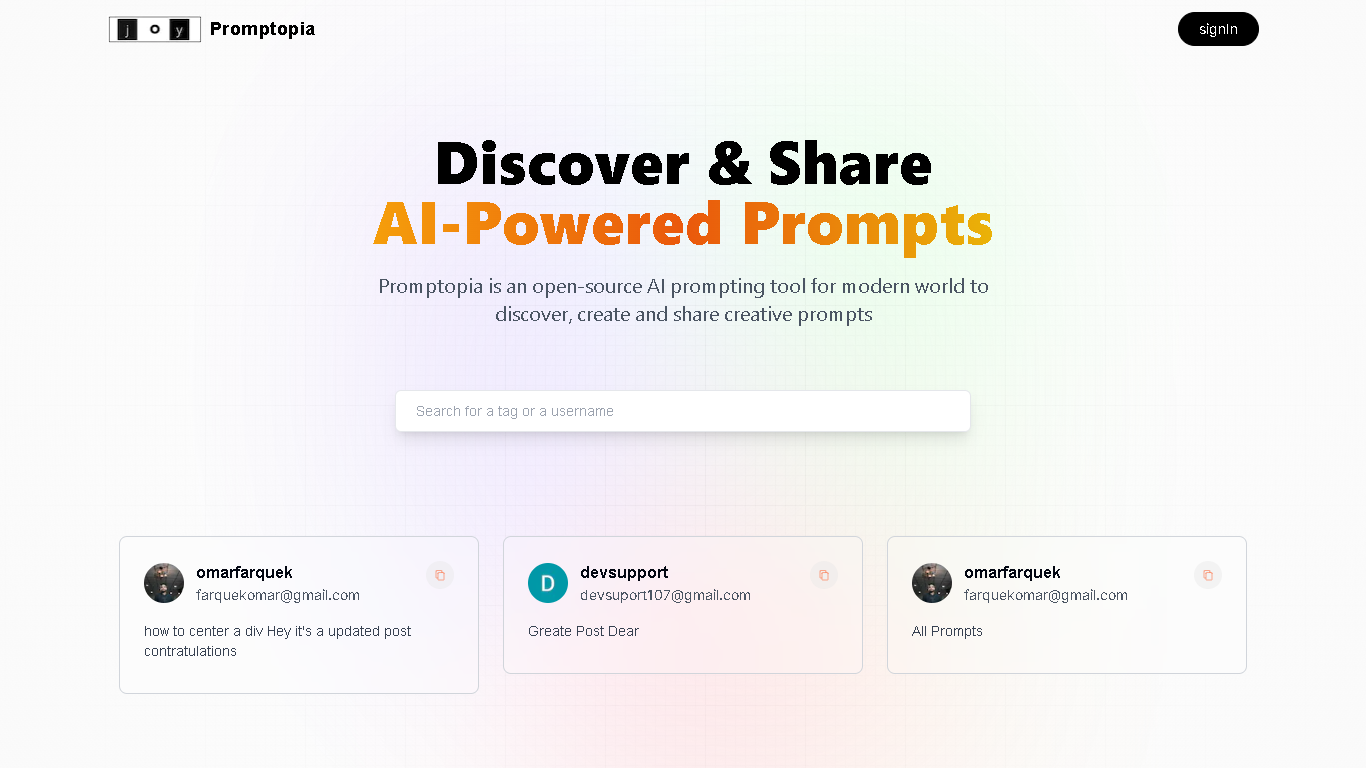 j o y Promptopia
signIn
Discover & Share
AI-Powered Prompts
Promptopia is an open-source AI prompting tool for modern world to
discover, create and share creative prompts
Search for a tag or a username
omarfarquek
farquekomar@gmail.com
how to center a div Hey it's a updated post
contratulations
D
devsupport
devsuport107@gmail.com
Greate Post Dear
omarfarquek
farquekomar@gmail.com
All Prompts